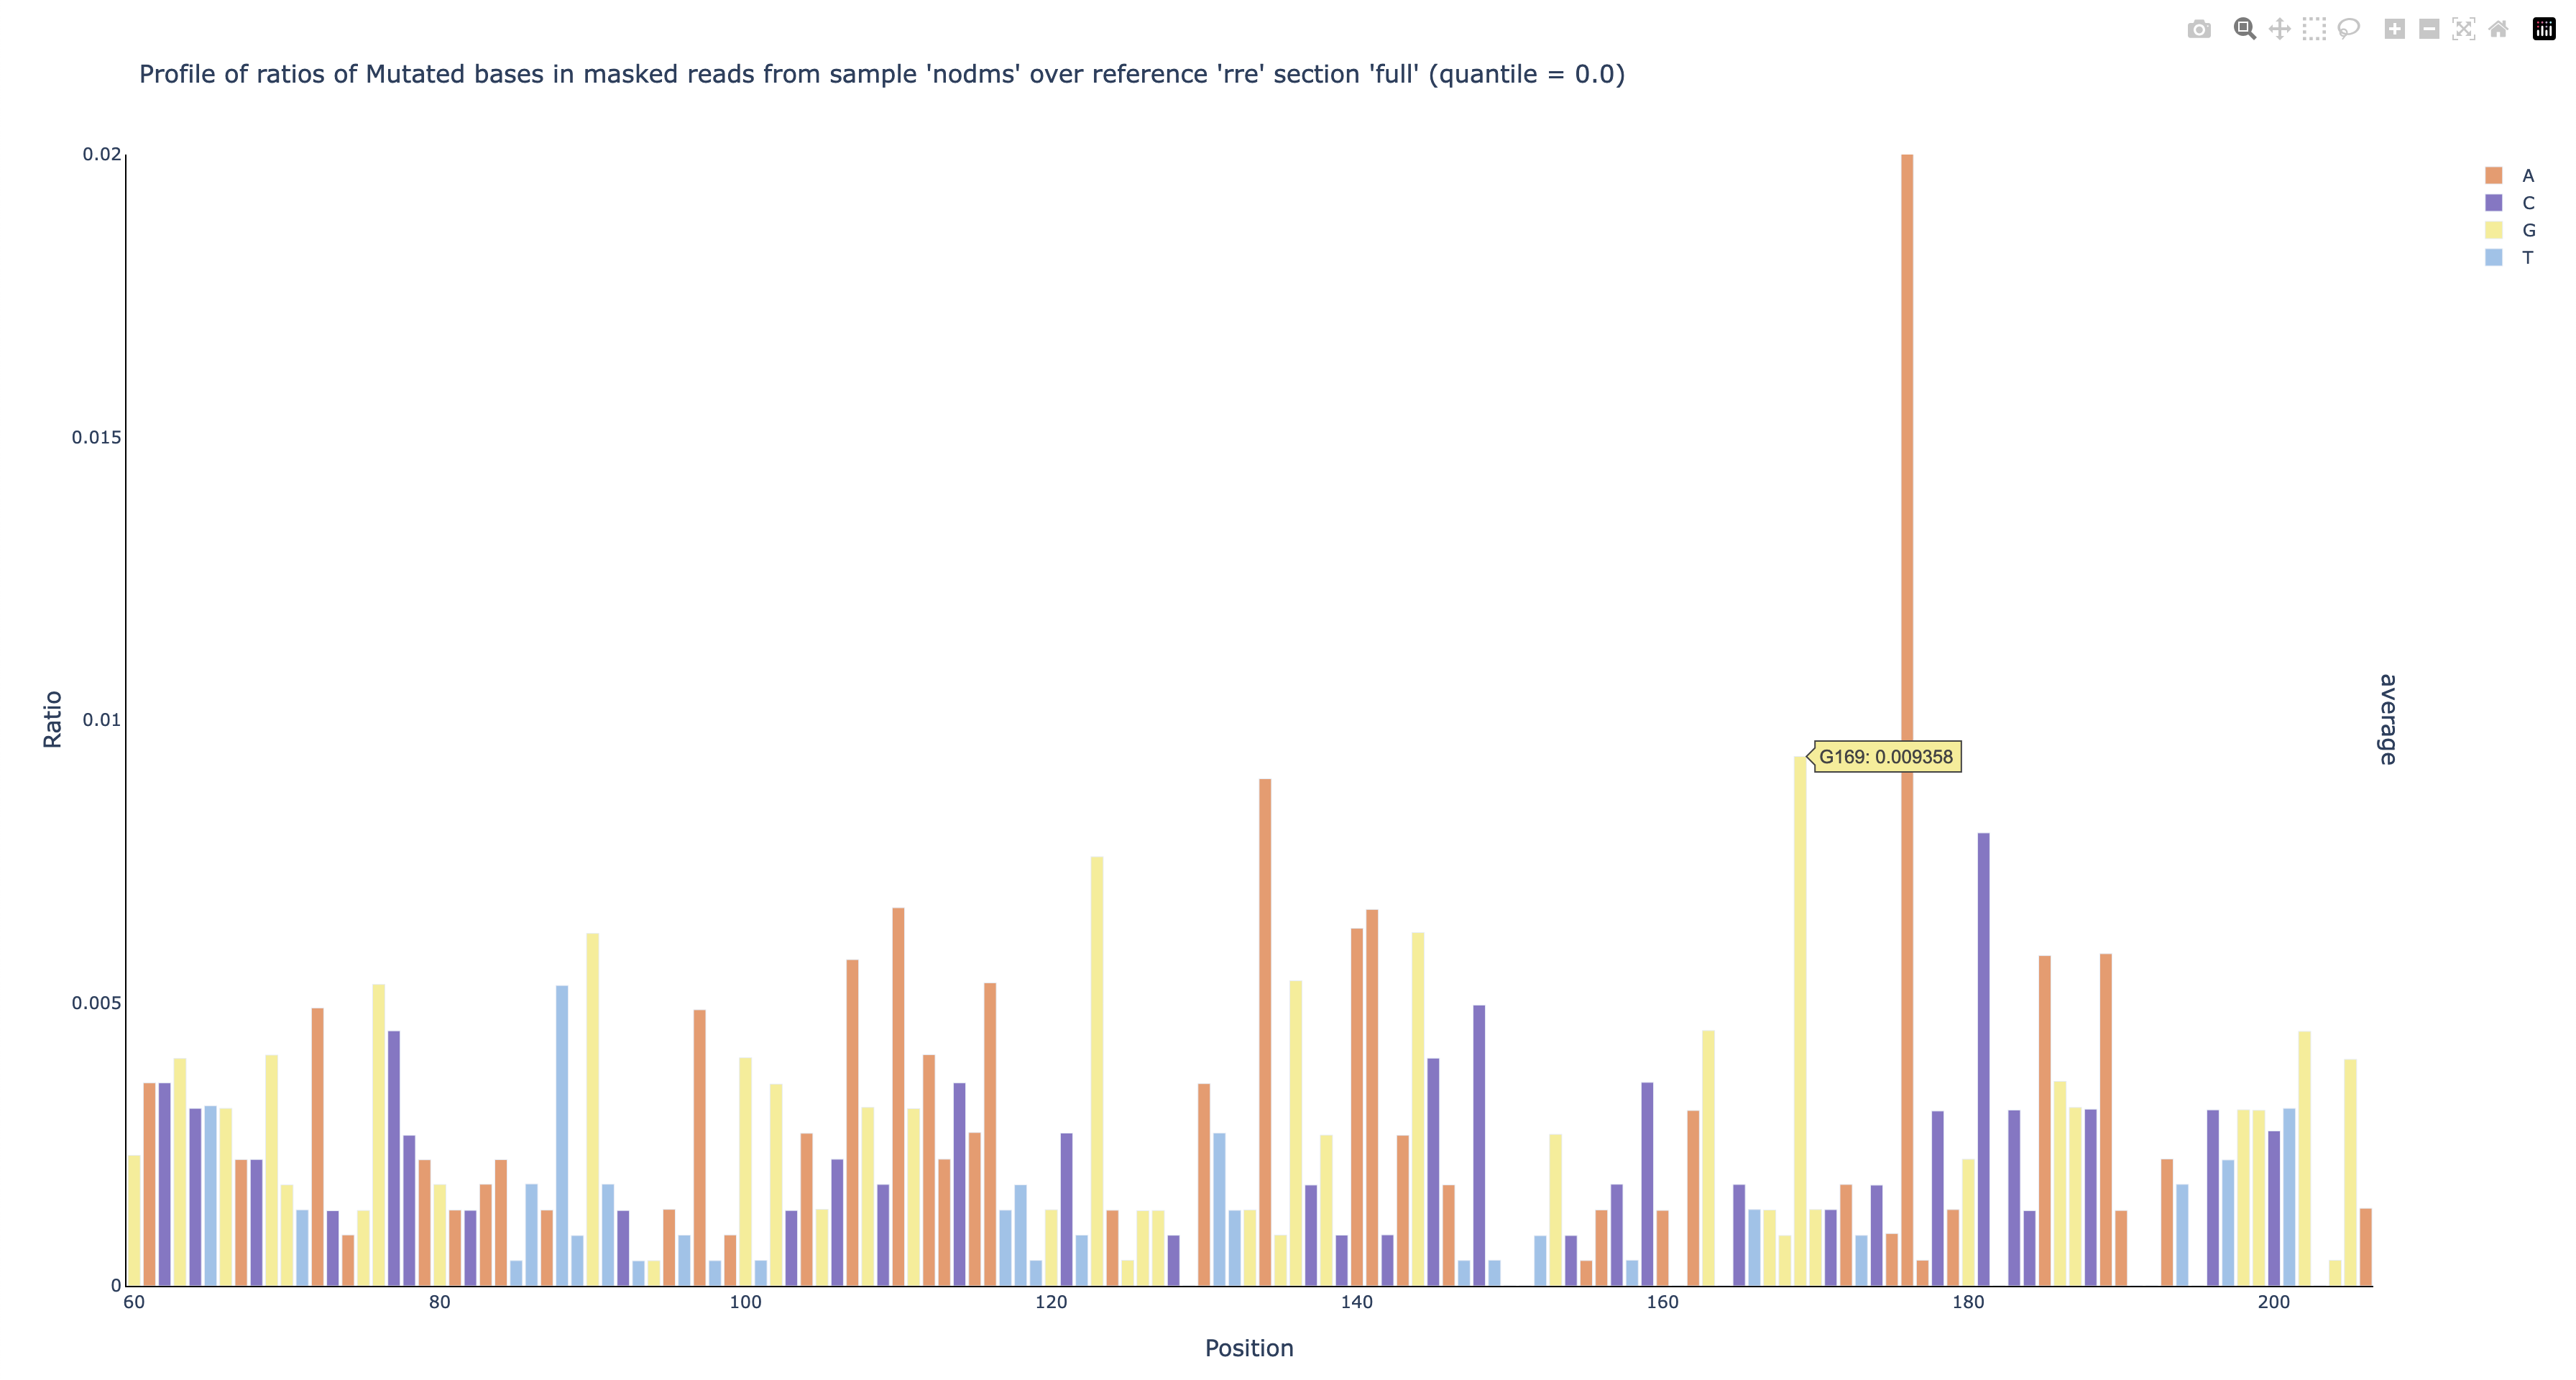 Profile of ratios of Mutated bases in masked reads from sample 'nodms' over reference 'rre' section 'full' (quantile = 0.0)
0.02
0.015
0.01
0.005
0
Ratio
60
80
100
120
140
160
180
200
Position
G169: 0.009358
average
A
C
G
T